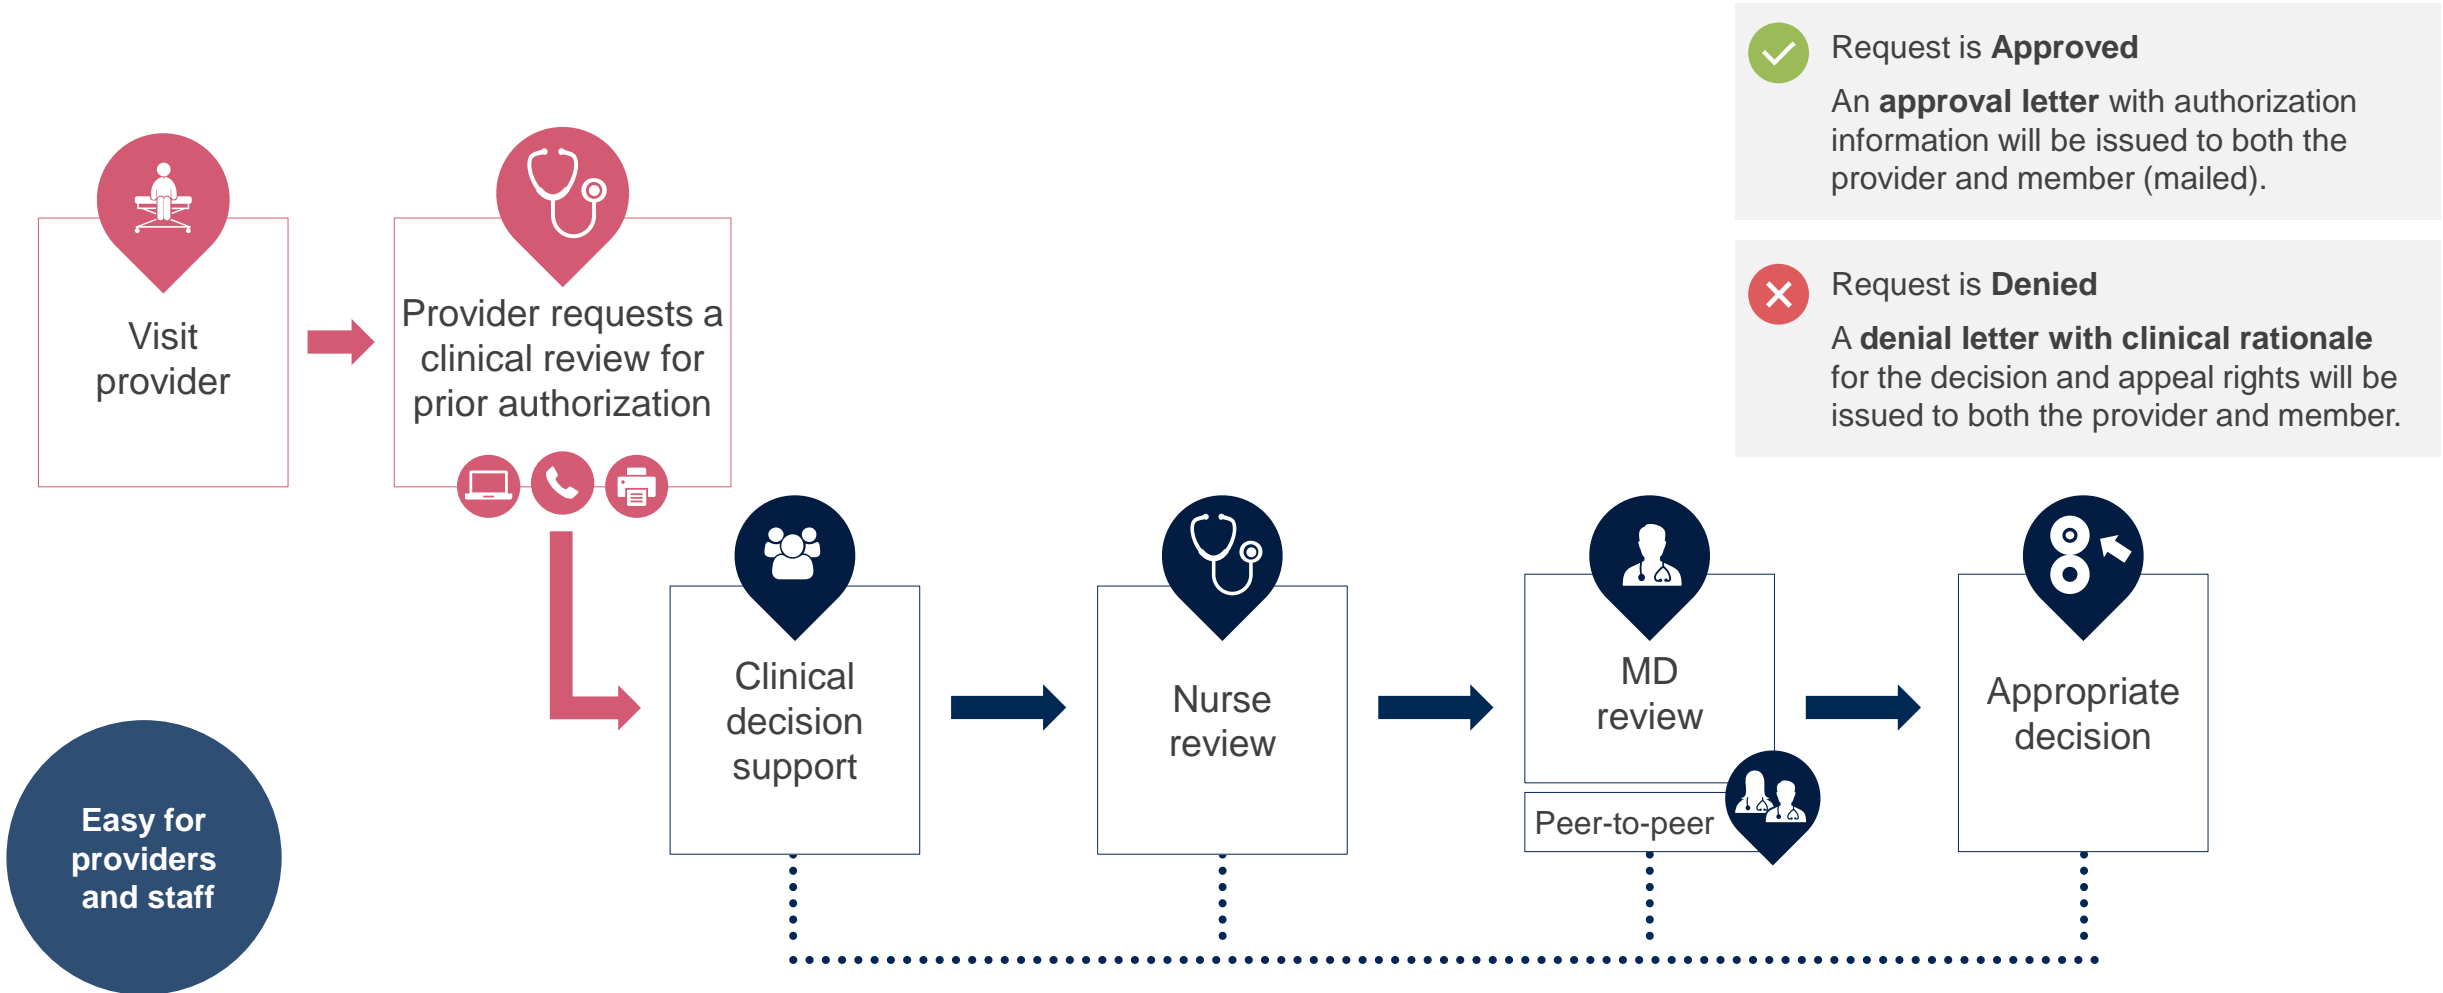 Request is Approved
An approval letter with authorization
information will be issued to both the
provider and member (mailed).
Request is Denied
A denial letter with clinical rationale
for the decision and appeal rights will be
issued to both the provider and member.
Visit
provider
Provider requests a
clinical review for
prior authorization
Clinical
decision
support
Nurse
review
MD
review
Peer-to-peer
Appropriate
decision
Easy for
providers
and staff